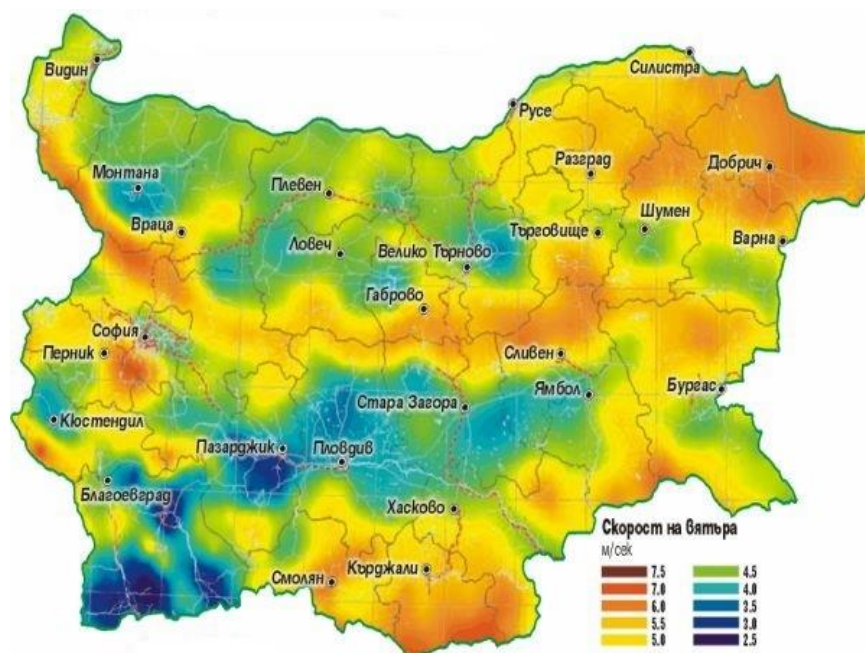 Видин
Силистра
Русе
Монтана
Плевен
Разград
Добрич
Враца
Ловеч
Велико Търново
Търговище
Шумен
Варна
Габрово
София
Перник
Сливен
Кюстендил
Стара Загора
Ямбол
Бургас
Пазарджик
Пловдив
Благоевград
Хасково
Смолян
Кърджали
Скорост на вятъра
м/сек
7.5 4.5
7.0 4.0
6.0 3.5
5.5 3.0
5.0 2.5